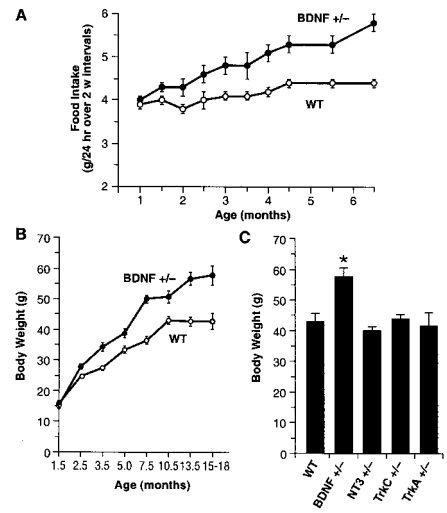 A
Food Intake
(g/24 hr over 2 w intervals)
6
5
4
3
2
BDNF +/−
WT
1 2 3 4 5 6
Age (months)
B
Body Weight (g)
70
60
50
40
30
20
10
0
BDNF +/−
WT
1.5 2.5 3.5 5.0 7.5 10.5 13.5 15-18
Age (months)
C
Body Weight (g)
70
60
50
40
30
20
10
0
*
WT
BDNF +/−
NT3 +/−
TrkC +/−
TrkA +/−